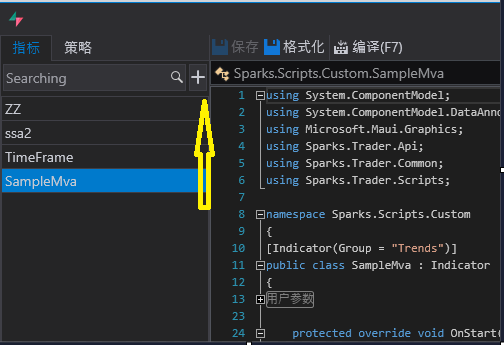 指标 策略
保存 格式化 编译(F7)
Searching
ZZ
ssa2
TimeFrame
SampleMva
Sparks.Scripts.Custom.SampleMva
1 using System.ComponentModel;
2 using System.ComponentModel.DataAnno
3 using Microsoft.Maui.Graphics;
4 using Sparks.Trader.Api;
5 using Sparks.Trader.Common;
6 using Sparks.Trader.Scripts;
7
8 namespace Sparks.Scripts.Custom
9 {
10 [Indicator(Group = "Trends")]
11 public class SampleMva : Indicator
12 {
13 用户参数
23
24 protected override void OnStart(